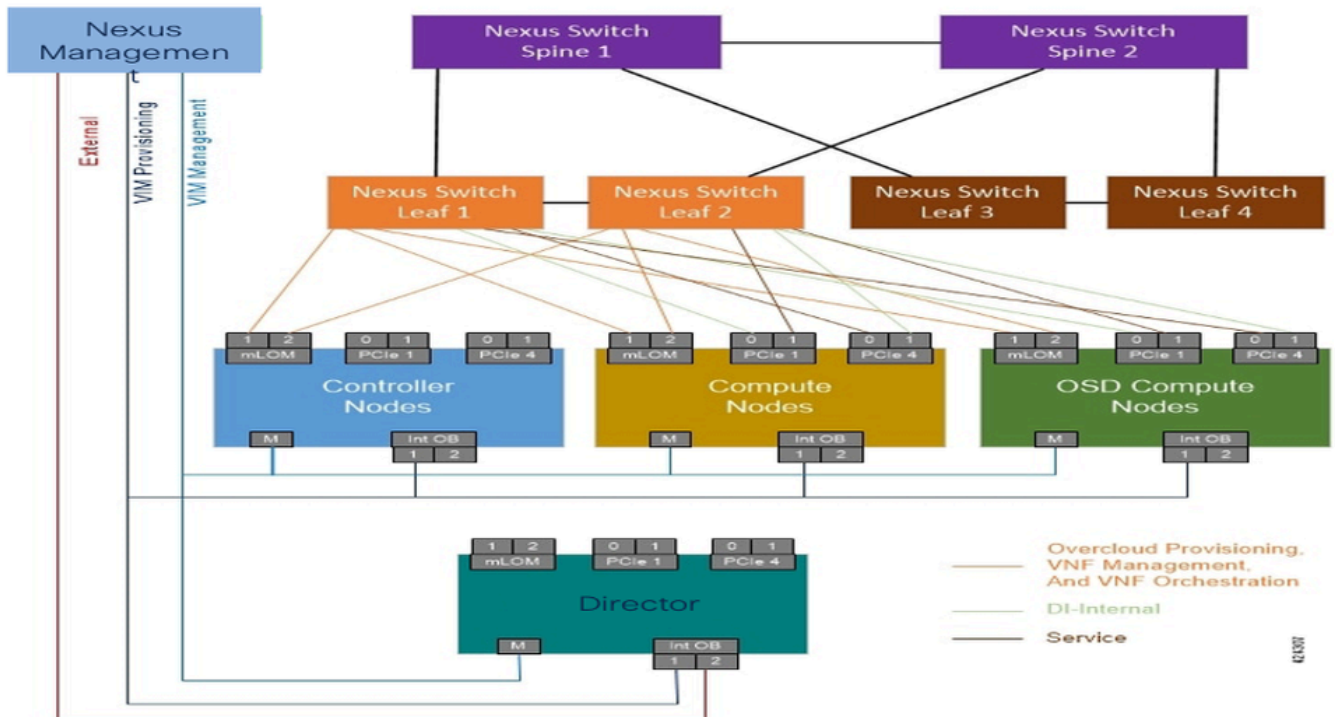 Nexus
Managemen
t
Nexus Switch
Spine 1
Nexus Switch
Spine 2
External
VIM Provisioning
VIM Management
Nexus Switch
Leaf 1
Nexus Switch
Leaf 2
Nexus Switch
Leaf 3
Nexus Switch
Leaf 4
1 2
mLOM
0 1
PCIe 1
0 1
PCIe 4
Controller
Nodes
M
Int OB
1 2
1 2
mLOM
0 1
PCIe 1
0 1
PCIe 4
Compute
Nodes
M
Int OB
1 2
1 2
mLOM
0 1
PCIe 1
0 1
PCIe 4
OSD Compute
Nodes
M
Int OB
1 2
1 2
mLOM
0 1
PCIe 1
0 1
PCIe 4
Director
M
Int OB
1 2
Overcloud Provisioning,
VNF Management,
And VNF Orchestration
DI-Internal
Service
424307